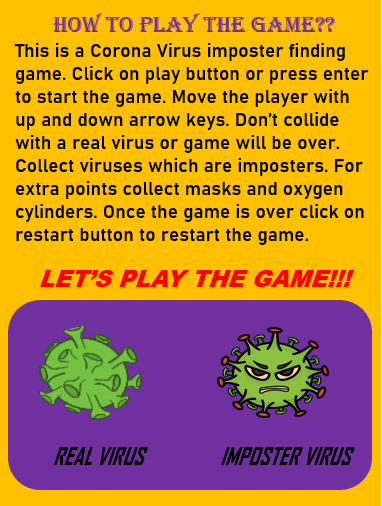 HOW TO PLAY THE GAME??
This is a Corona Virus imposter finding
game. Click on play button or press enter
to start the game. Move the player with
up and down arrow keys. Don't collide
with a real virus or game will be over.
Collect viruses which are imposters. For
extra points collect masks and oxygen
cylinders. Once the game is over click on
restart button to restart the game.
LET'S PLAY THE GAME!!!
REAL VIRUS
IMPOSTER VIRUS